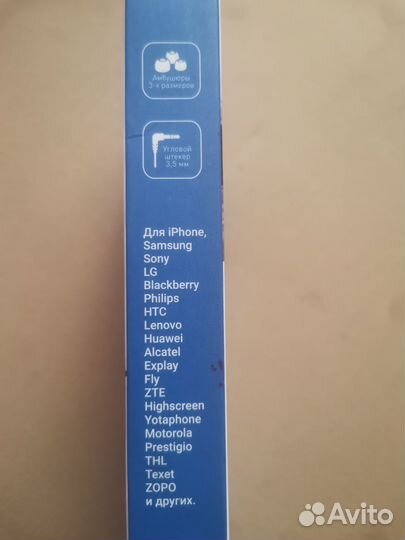 Амбушюры
3-х размеров
Угловой
штекер
3,5 мм
Для iPhone,
Samsung
Sony
LG
Blackberry
Philips
HTC
Lenovo
Huawei
Alcatel
Explay
Fly
ZTE
Highscreen
Yotaphone
Motorola
Prestigio
THL
Texet
ZOPO
и других.
Avito